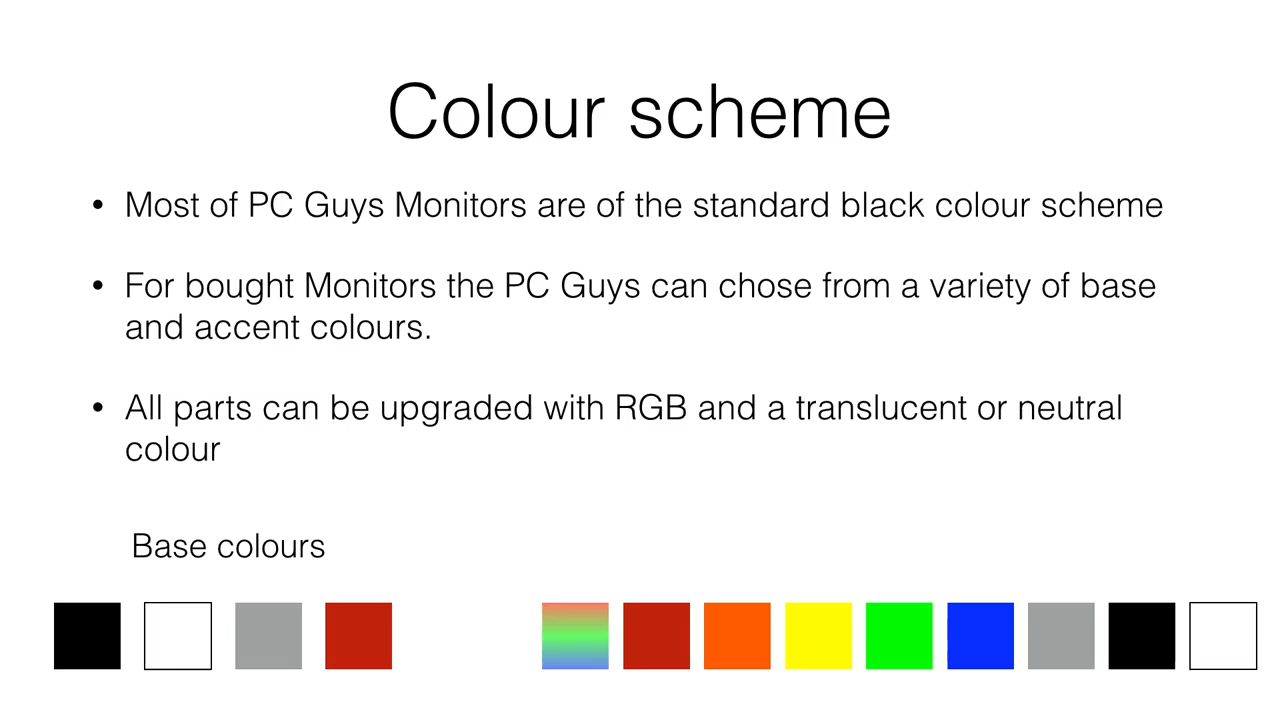 Colour scheme
• Most of PC Guys Monitors are of the standard black colour scheme
• For bought Monitors the PC Guys can chose from a variety of base
and accent colours.
• All parts can be upgraded with RGB and a translucent or neutral
colour
Base colours